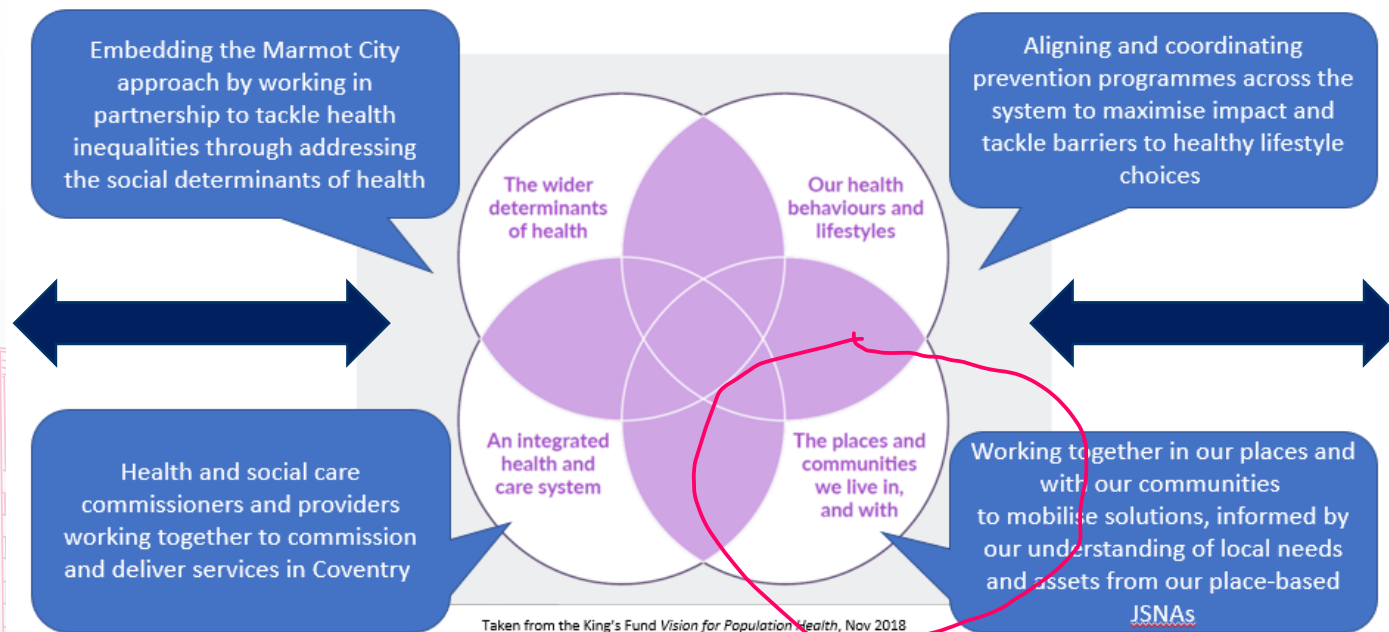 Embedding the Marmot City
approach by working in
partnership to tackle health
inequalities through addressing
the social determinants of health
Aligning and coordinating
prevention programmes across the
system to maximise impact and
tackle barriers to healthy lifestyle
choices
The wider
determinants
of health
Our health
behaviours and
lifestyles
An integrated
health and
care system
The places and
communities
we live in,
and with
Health and social care
commissioners and providers
working together to commission
and deliver services in Coventry
Working together in our places and
with our communities
to mobilise solutions, informed by
our understanding of local needs
and assets from our place-based
JSNAs
Taken from the King's Fund Vision for Population Health, Nov 2018